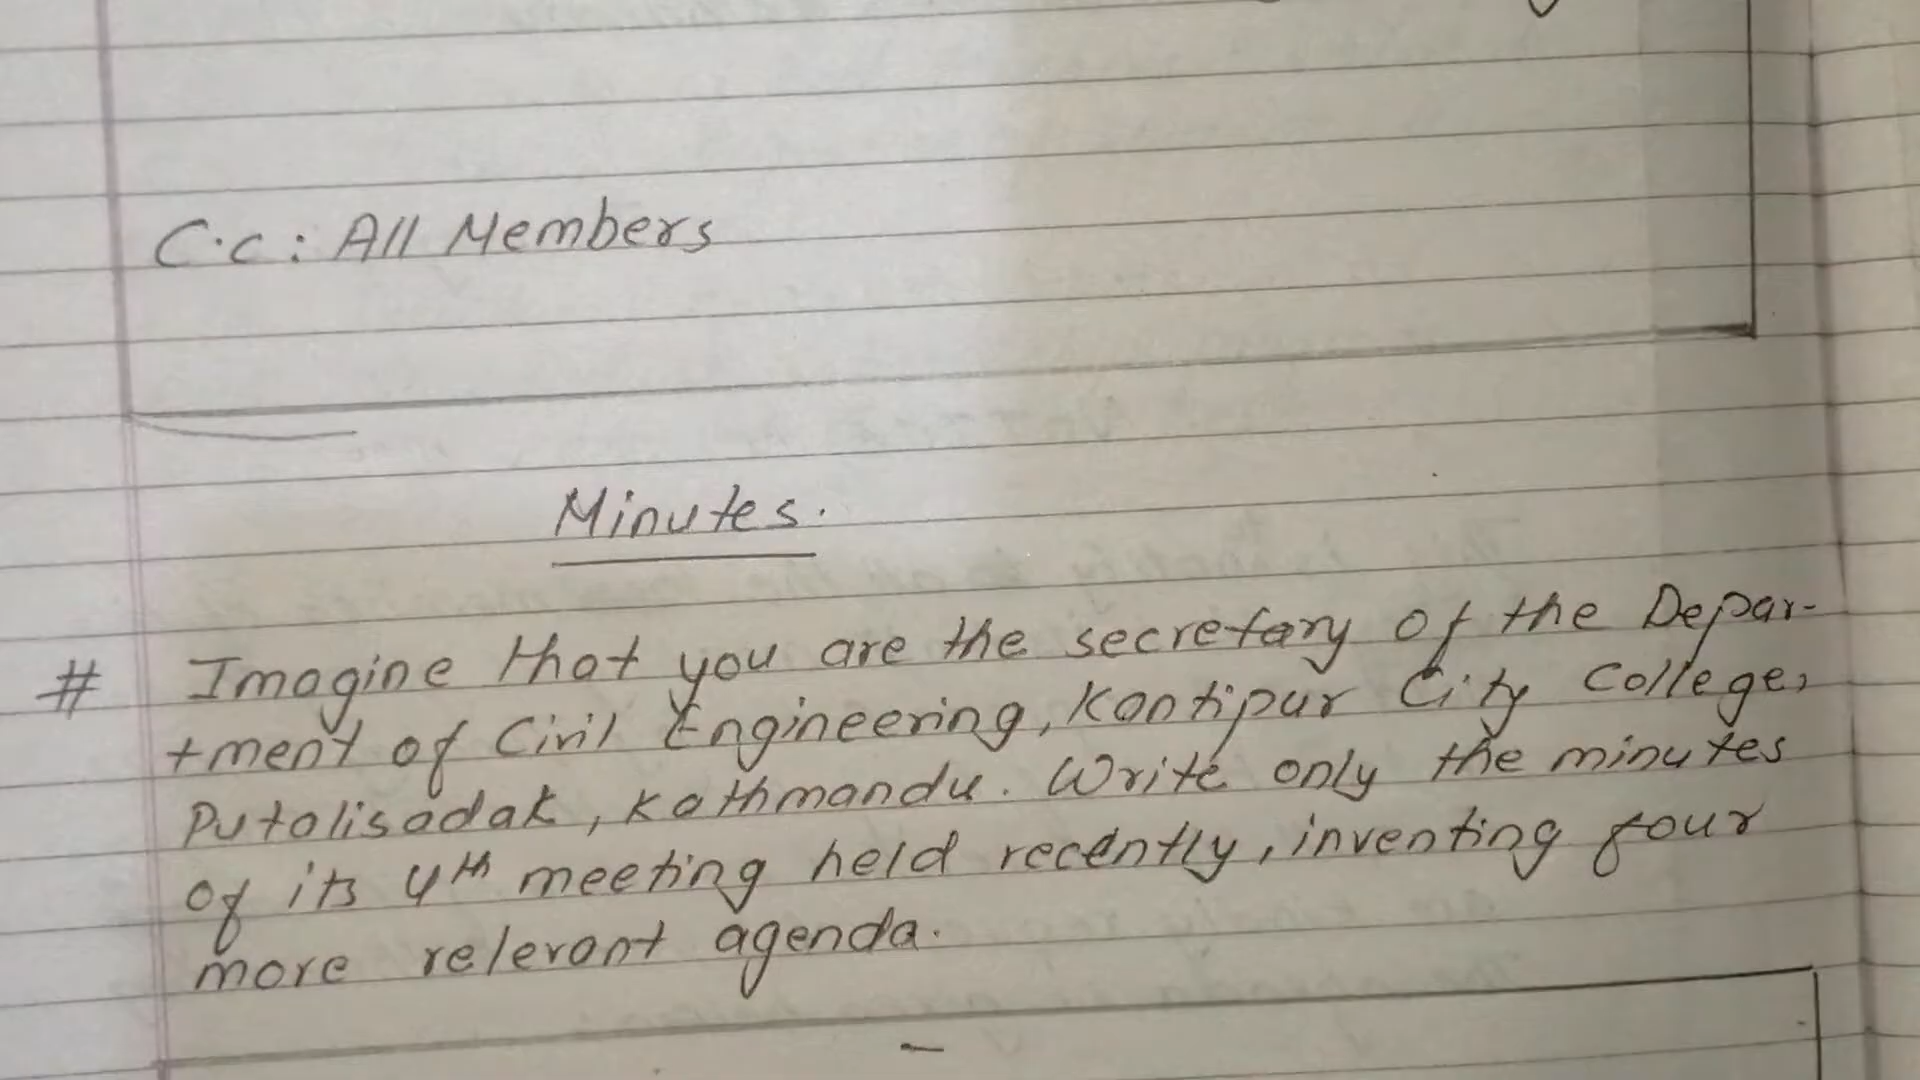 C.c: All Members
Minutes.
# Imagine that you are the secretary of the Depar-
tment of Civil Engineering, Kantipur City College,
Putalisadak, Kathmandu. Write only the minutes
of its 4th meeting held recently, inventing four
more relevant agenda.